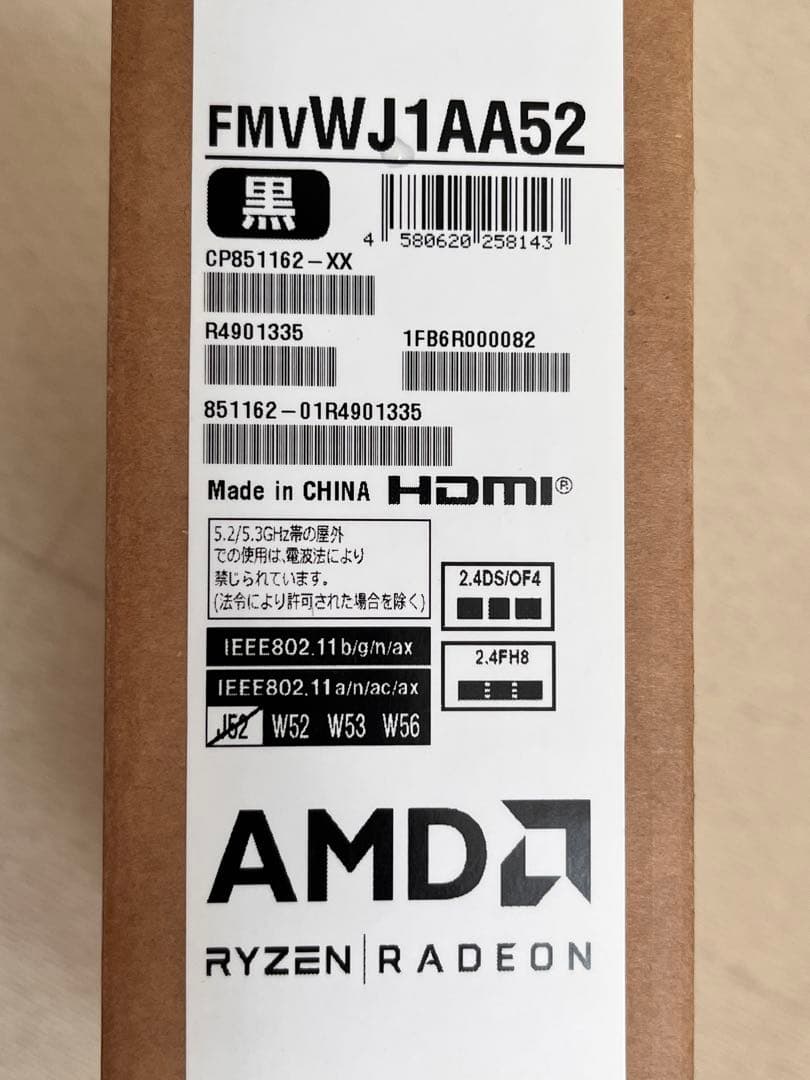 FMVWJ1AA52
黒
4 580620 258143
CP851162-XX
R4901335
1FB6R000082
851162-01R4901335
Made in CHINA HDMI®
5.2/5.3GHz帯の屋外
での使用は、電波法により
禁じられています。
(法令により許可された場合を除く)
2.4DS/OF4
IEEE802.11b/g/n/ax
2.4FH8
IEEE802.11a/n/ac/ax
J52 W52 W53 W56
AMD
RYZEN | RADEON